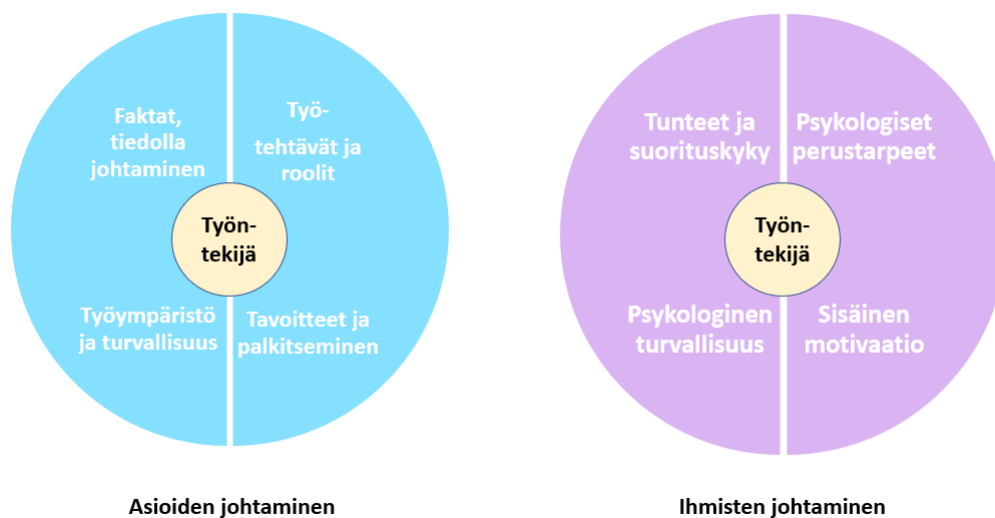 Faktat,
tiedolla
johtaminen
Työ-
tehtävät ja
roolit
Työn-
tekijä
Työympäristö
ja turvallisuus
Tavoitteet ja
palkitseminen
Asioiden johtaminen
Tunteet ja
suorituskyky
Psykologiset
perustarpeet
Työn-
tekijä
Psykologinen
turvallisuus
Sisäinen
motivaatio
Ihmisten johtaminen